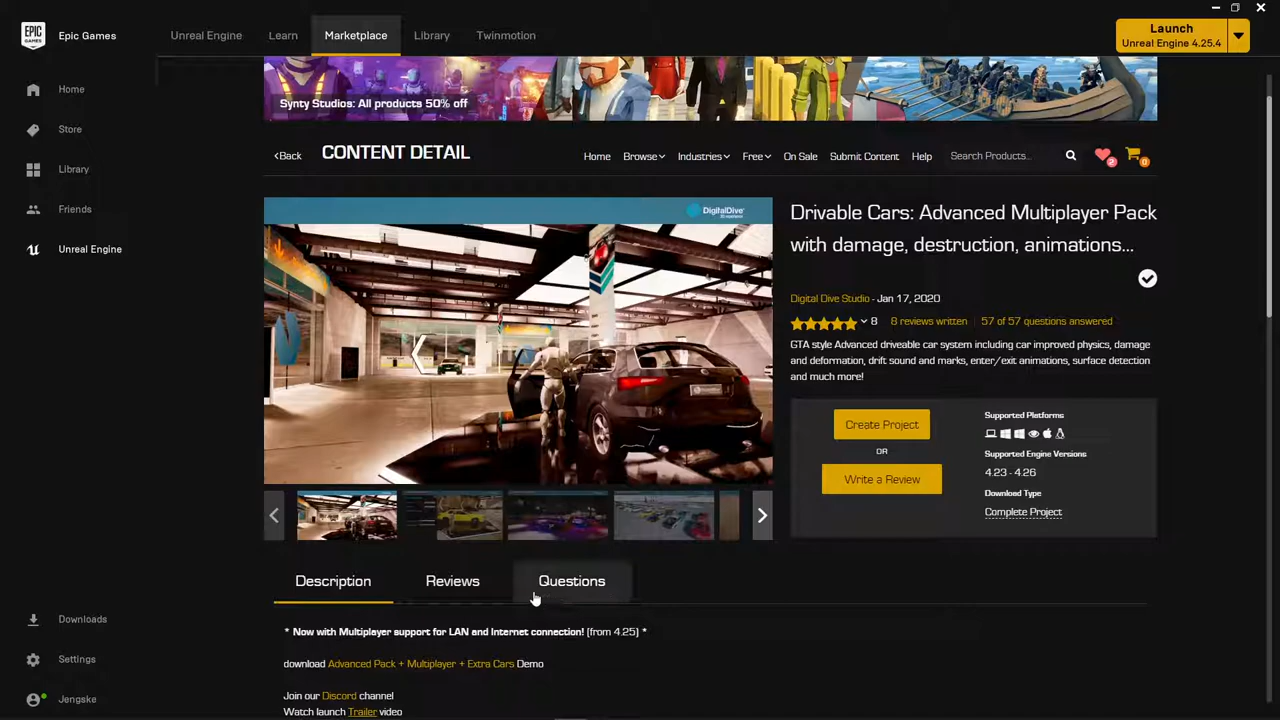 EPIC GAMES
Epic Games
Unreal Engine
Learn
Marketplace
Library
Twinmotion
Launch
Unreal Engine 4.25.4
Home
Store
Library
Friends
Unreal Engine
Downloads
Settings
Jengske
Synty Studios: All products 50% off
Back
CONTENT DETAIL
Home
Browse
Industries
Free
On Sale
Submit Content
Help
Search Products...
2
0
DigitalDive
Drivable Cars: Advanced Multiplayer Pack
with damage, destruction, animations...
Digital Dive Studio - Jan 17, 2020
8 8 reviews written 57 of 57 questions answered
GTA style Advanced driveable car system including car improved physics, damage
and deformation, drift sound and marks, enter/exit animations, surface detection
and much more!
Create Project
OR
Write a Review
Supported Platforms
Supported Engine Versions
4.23 - 4.26
Download Type
Complete Project
Description
Reviews
Questions
* Now with Multiplayer support for LAN and Internet connection! (from 4.25) *
download Advanced Pack + Multiplayer + Extra Cars Demo
Join our Discord channel
Watch launch Trailer video